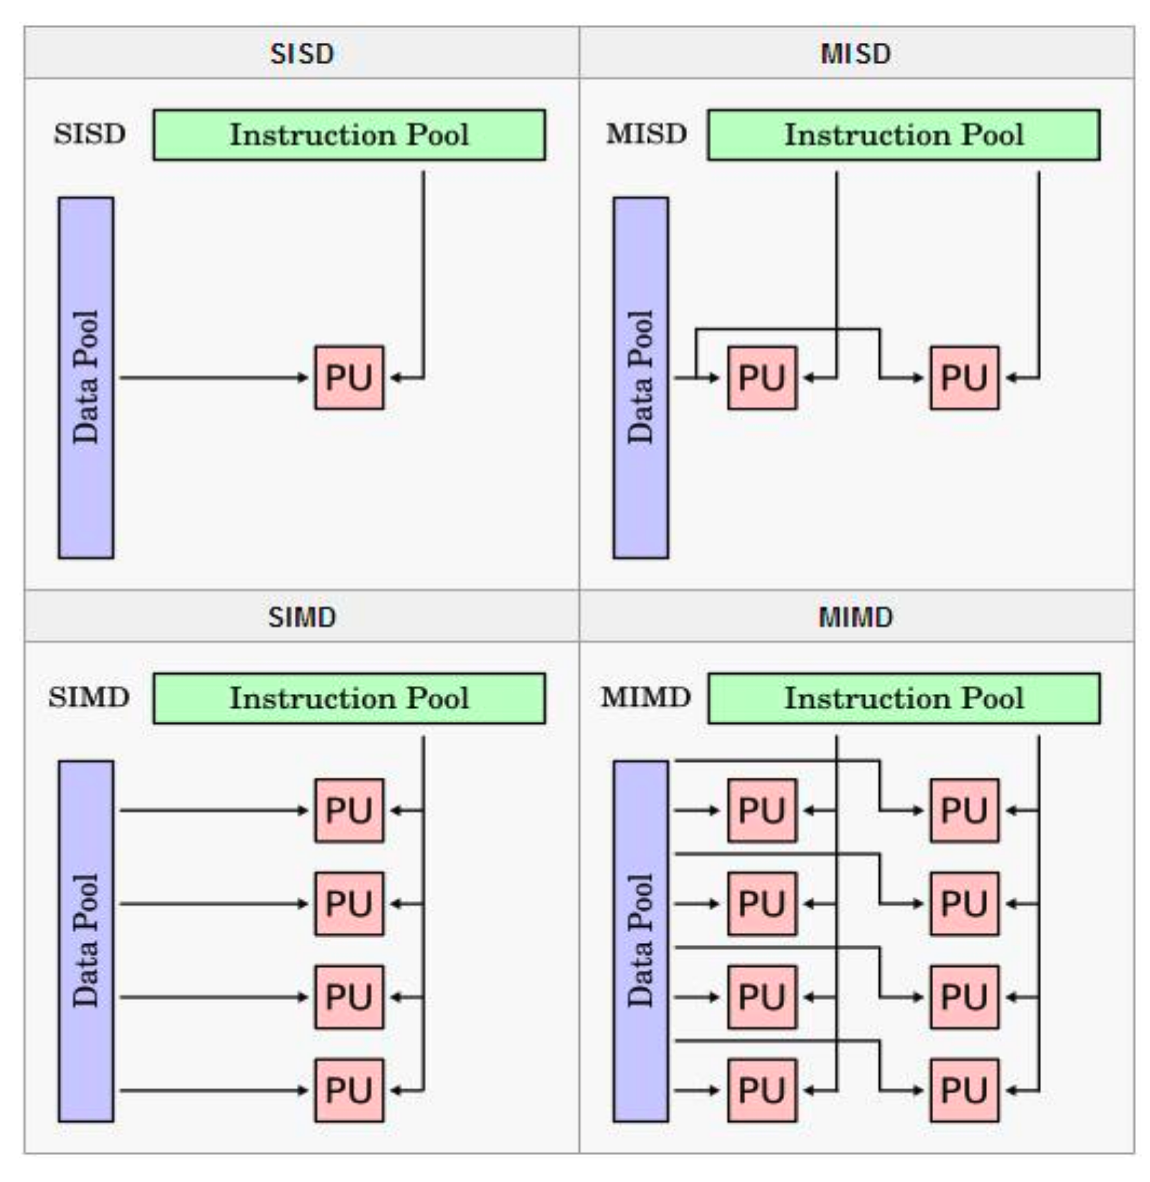 SISD
MISD
SISD
Instruction Pool
Data Pool
PU
MISD
Instruction Pool
Data Pool
PU
PU
SIMD
MIMD
SIMD
Instruction Pool
Data Pool
PU
PU
PU
PU
MIMD
Instruction Pool
Data Pool
PU
PU
PU
PU
PU
PU
PU
PU